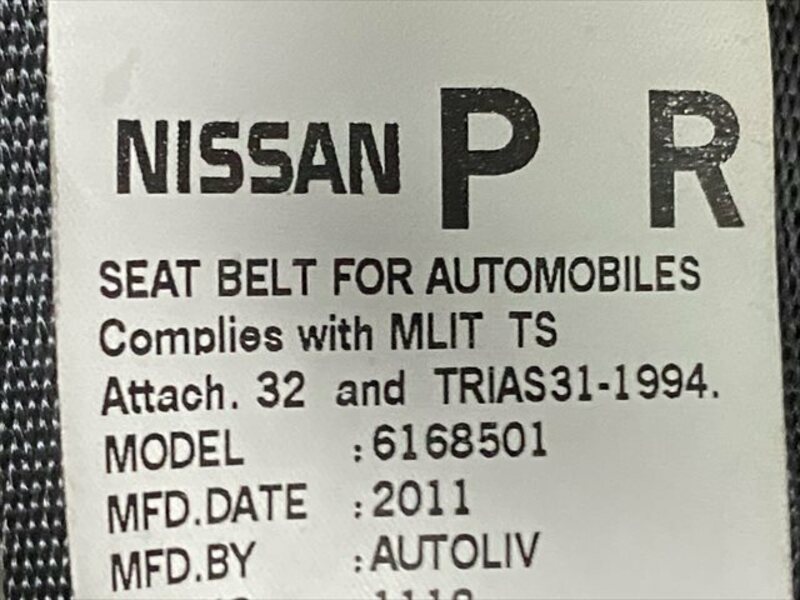 NISSAN P R
SEAT BELT FOR AUTOMOBILES
Complies with MLIT TS
Attach. 32 and TRIAS31-1994.
MODEL :6168501
MFD.DATE :2011
MFD.BY :AUTOLIV